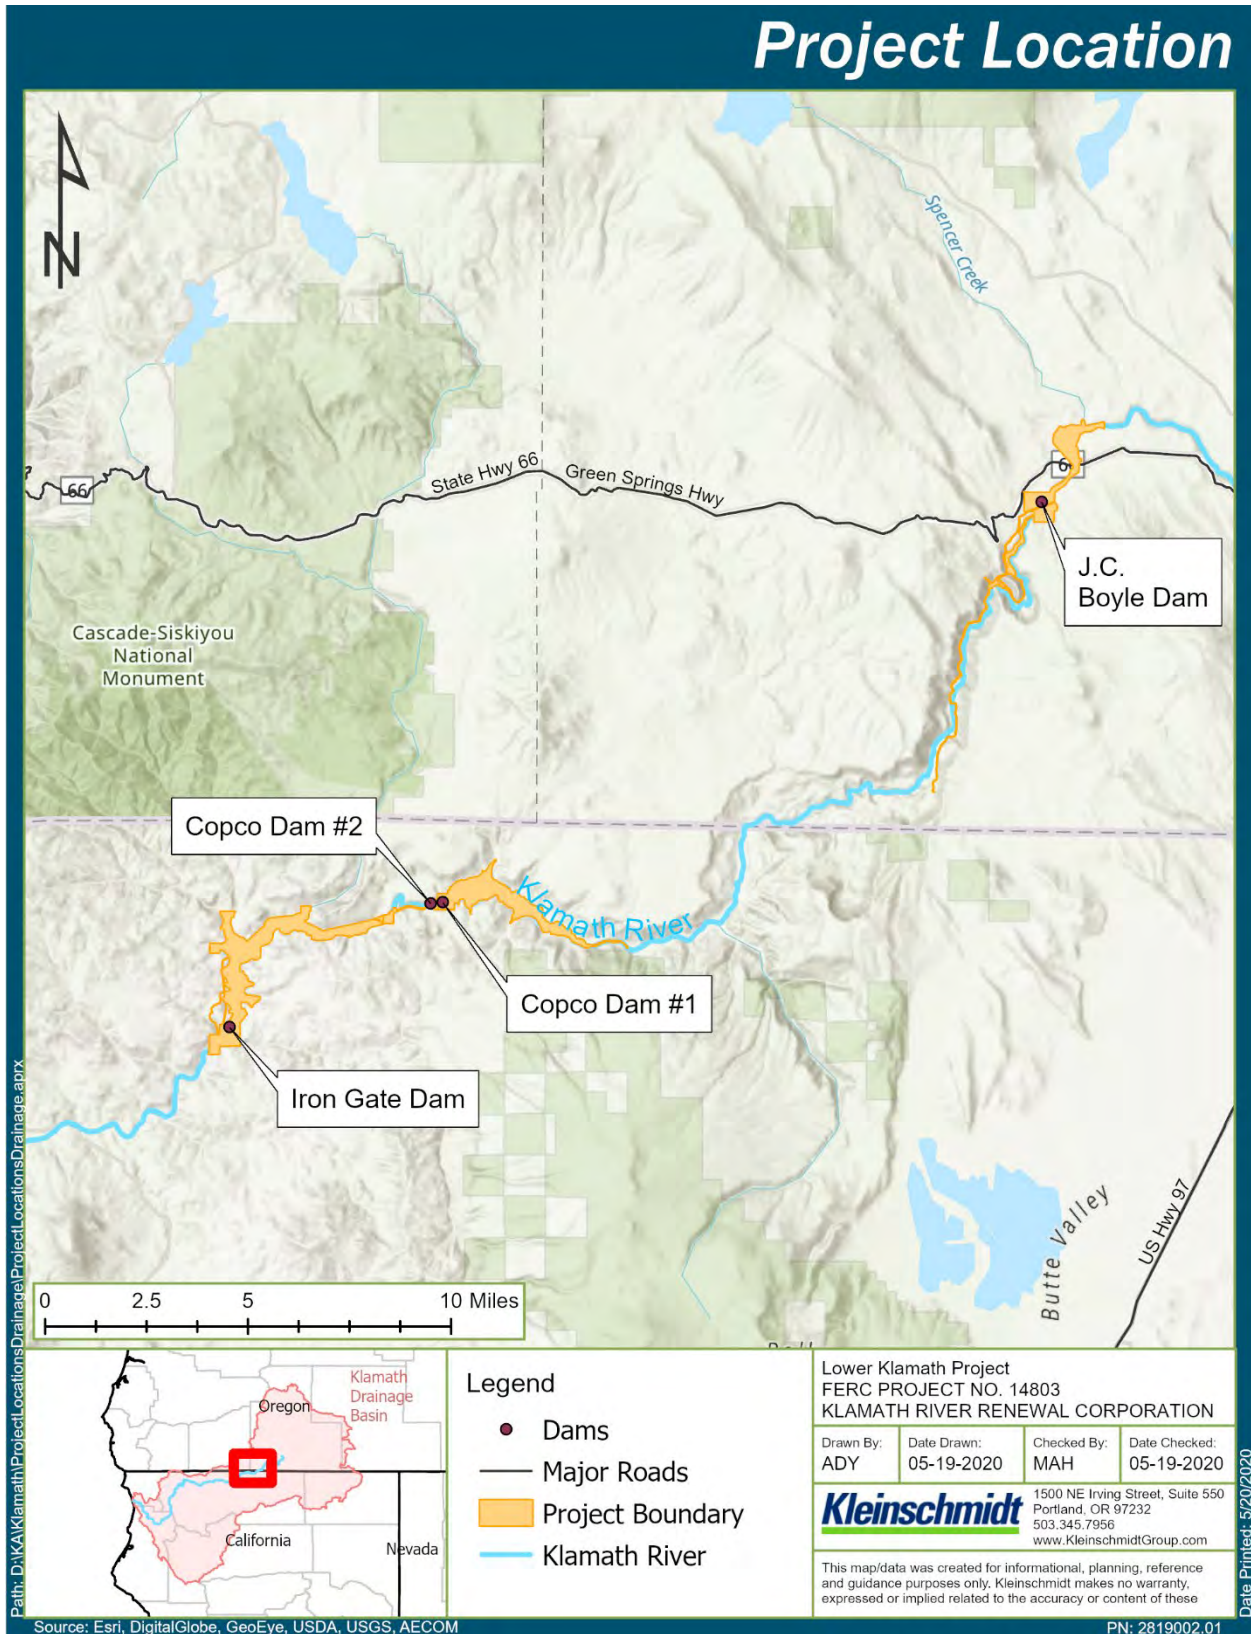 Project Location
N
Spencer Creek
66
State Hwy 66
Green Springs Hwy
J.C.
Boyle Dam
Cascade-Siskiyou
National
Monument
Copco Dam #2
Klamath River
Copco Dam #1
Iron Gate Dam
Butte Valley
US Hwy 97
0 2.5 5 10 Miles
Klamath
Drainage
Basin
Oregon
California
Nevada
Legend
Dams
Major Roads
Project Boundary
Klamath River
Lower Klamath Project
FERC PROJECT NO. 14803
KLAMATH RIVER RENEWAL CORPORATION
Drawn By:
ADY
Date Drawn:
05-19-2020
Checked By:
MAH
Date Checked:
05-19-2020
Kleinschmidt
1500 NE Irving Street, Suite 550
Portland, OR 97232
503.345.7956
www.KleinschmidtGroup.com
This map/data was created for informational, planning, reference
and guidance purposes only. Kleinschmidt makes no warranty,
expressed or implied related to the accuracy or content of these
Path: D:\KA\Klamath\ProjectLocationsDrainage\ProjectLocationsDrainage.aprx
Date Printed: 5/20/2020
Source: Esri, DigitalGlobe, GeoEye, USDA, USGS, AECOM
PN: 2819002.01